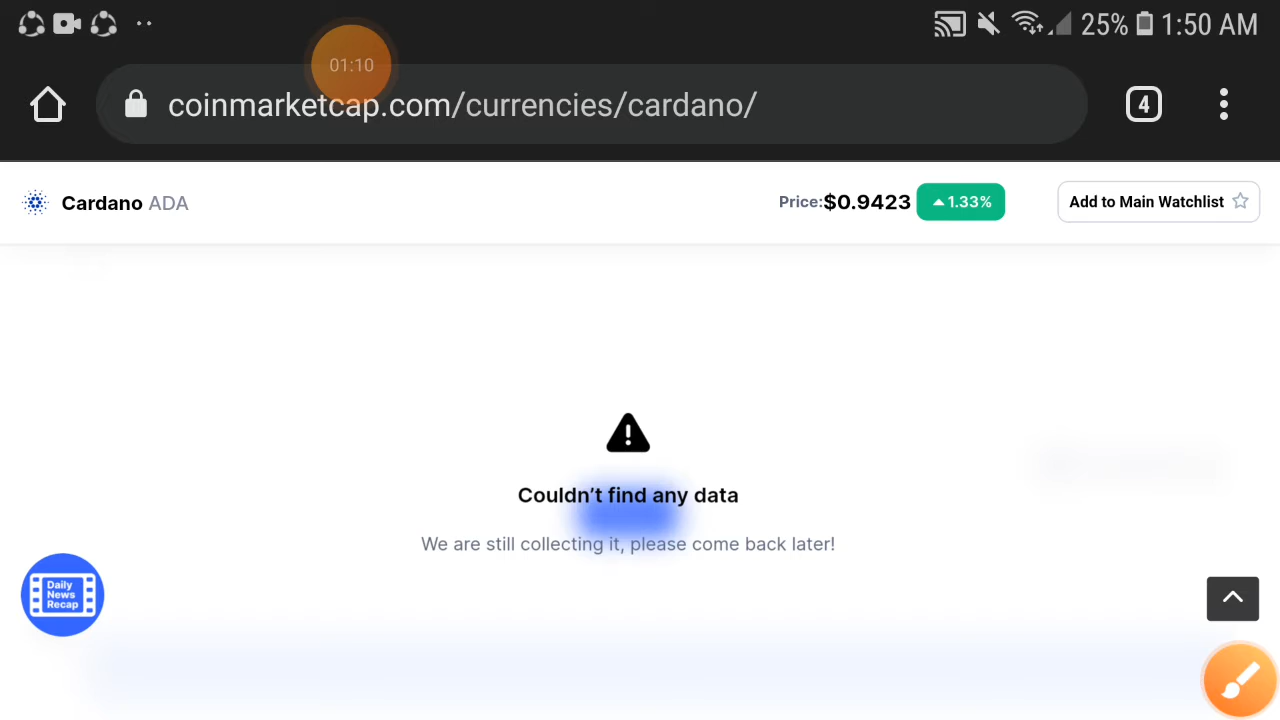 25% 1:50 AM
01:10
coinmarketcap.com/currencies/cardano/
4
Cardano ADA
Price:$0.9423
1.33%
Add to Main Watchlist
Couldn't find any data
We are still collecting it, please come back later!
Daily
News
Recap